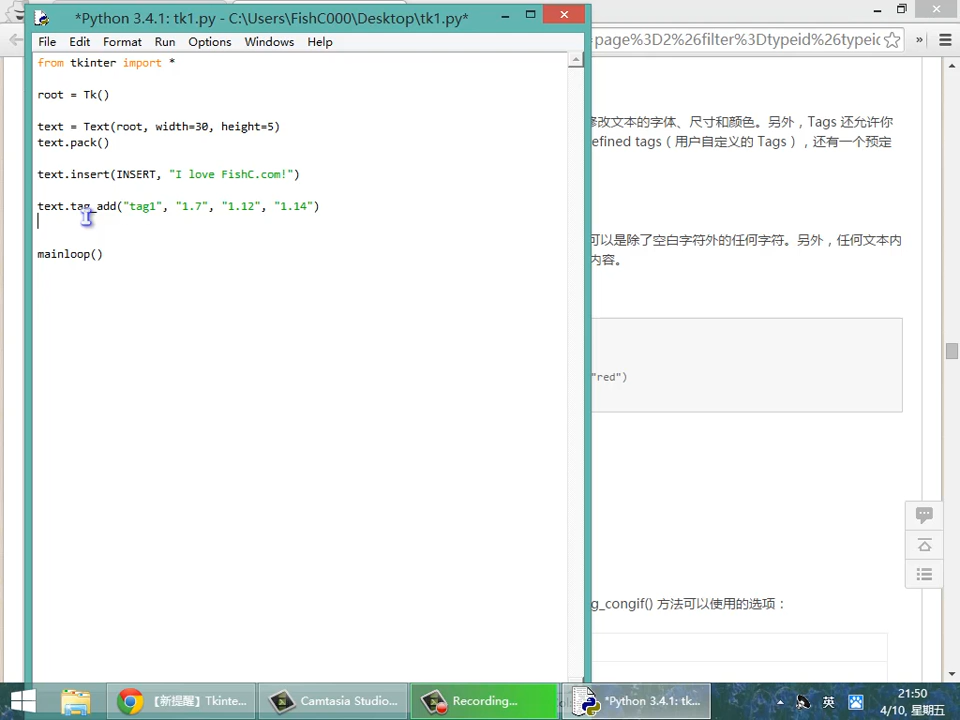 *Python 3.4.1: tk1.py - C:\Users\FishC000\Desktop\tk1.py*
File Edit Format Run Options Windows Help
page%3D2%26filter%3Dtypeid%26typeic
»
from tkinter import *
root = Tk()
text = Text(root, width=30, height=5)
text.pack()
text.insert(INSERT, "I love FishC.com!")
text.tag_add("tag1", "1.7", "1.12", "1.14")
mainloop()
修改文本的字体、尺寸和颜色。另外，Tags 还允许你
efined tags（用户自定义的 Tags），还有一个预定
可以是除了空白字符外的任何字符。另外，任何文本内
内容。
"red")
g_congif() 方法可以使用的选项：
【新提醒】Tkinte...
Camtasia Studio...
Recording...
*Python 3.4.1: tk...
英
21:50
4/10, 星期五